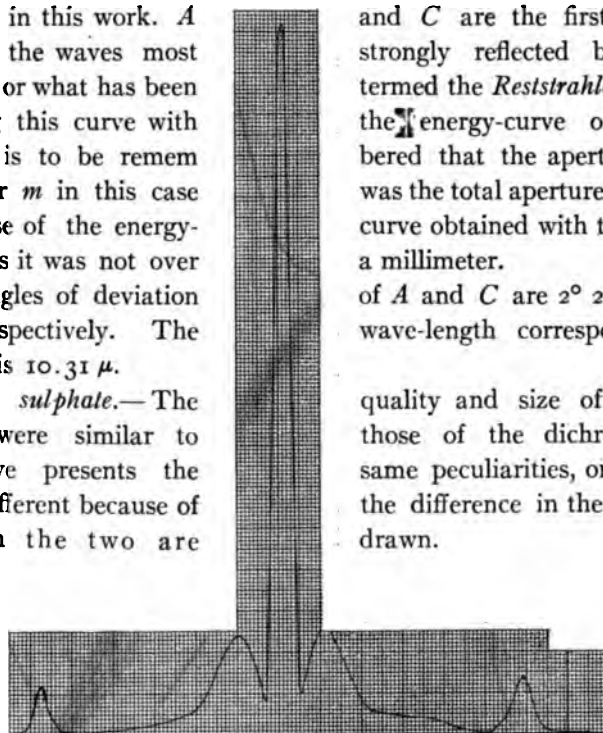 in this work. A and C are the first
the waves most strongly reflected b
or what has been termed the Reststrahl
this curve with the energy-curve o
is to be remem bered that the apert
r m in this case was the total aperture
e of the energy- curve obtained with t
s it was not over a millimeter.
gles of deviation of A and C are 2° 2
spectively. The wave-length correspo
is 10.31 μ.
sulphate.— The quality and size of
were similar to those of the dichr
ve presents the same peculiarities, or
fferent because of the difference in the
the two are drawn.